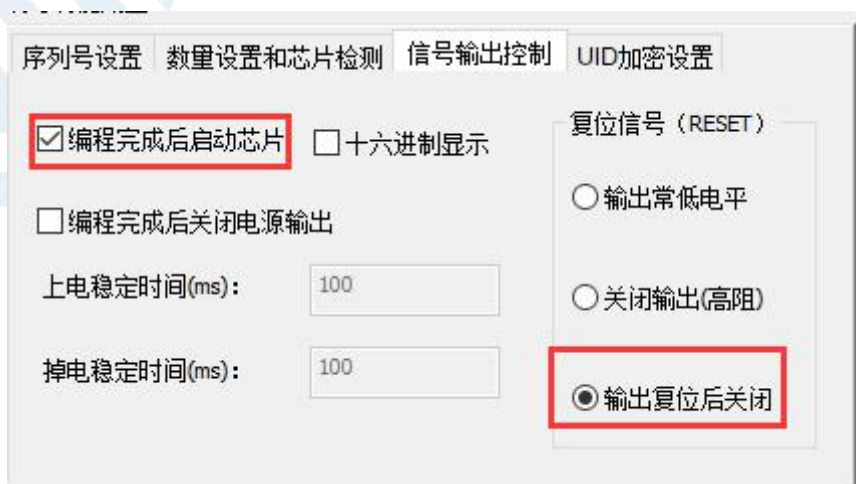 序列号设置 数量设置和芯片检测 信号输出控制 UID加密设置
编程完成后启动芯片 十六进制显示
复位信号（RESET）
输出常低电平
编程完成后关闭电源输出
上电稳定时间(ms)： 100
关闭输出(高阻)
掉电稳定时间(ms)： 100
输出复位后关闭